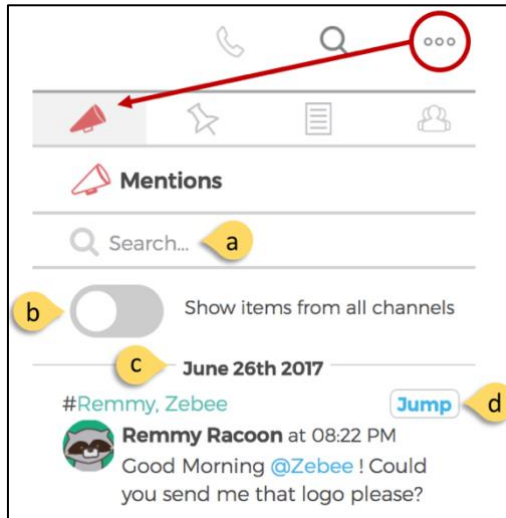 Mentions
Search... a
b Show items from all channels
c June 26th 2017
#Remmy, Zebee Jump d
Remmy Racoon at 08:22 PM
Good Morning @Zebee ! Could
you send me that logo please?